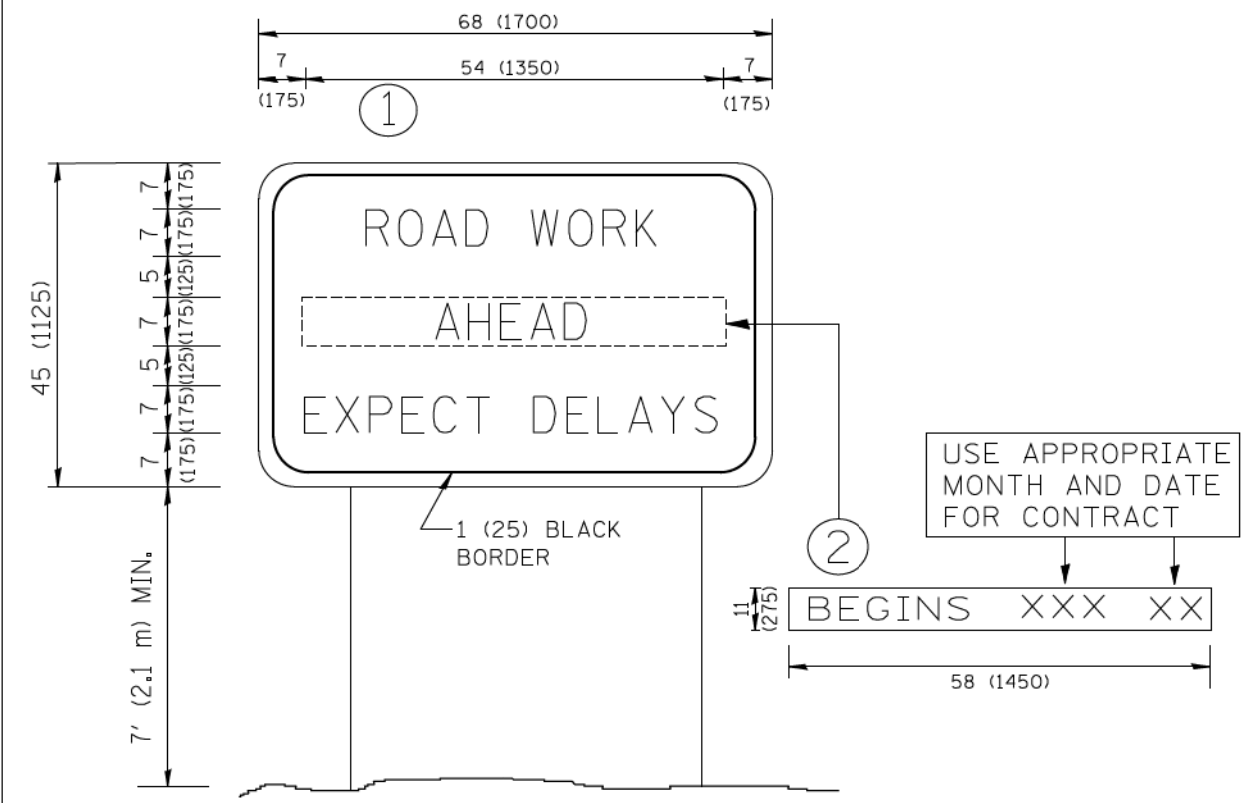 68 (1700)
7
54 (1350)
7
(175)
(175)
1
45 (1125)
7 (175)
7 (175)
5 (125)
7 (175)
5 (125)
7 (175)
7 (175)
ROAD WORK
AHEAD
EXPECT DELAYS
1 (25) BLACK
BORDER
7' (2.1 m) MIN.
USE APPROPRIATE
MONTH AND DATE
FOR CONTRACT
2
11
(275)
BEGINS XXX XX
58 (1450)